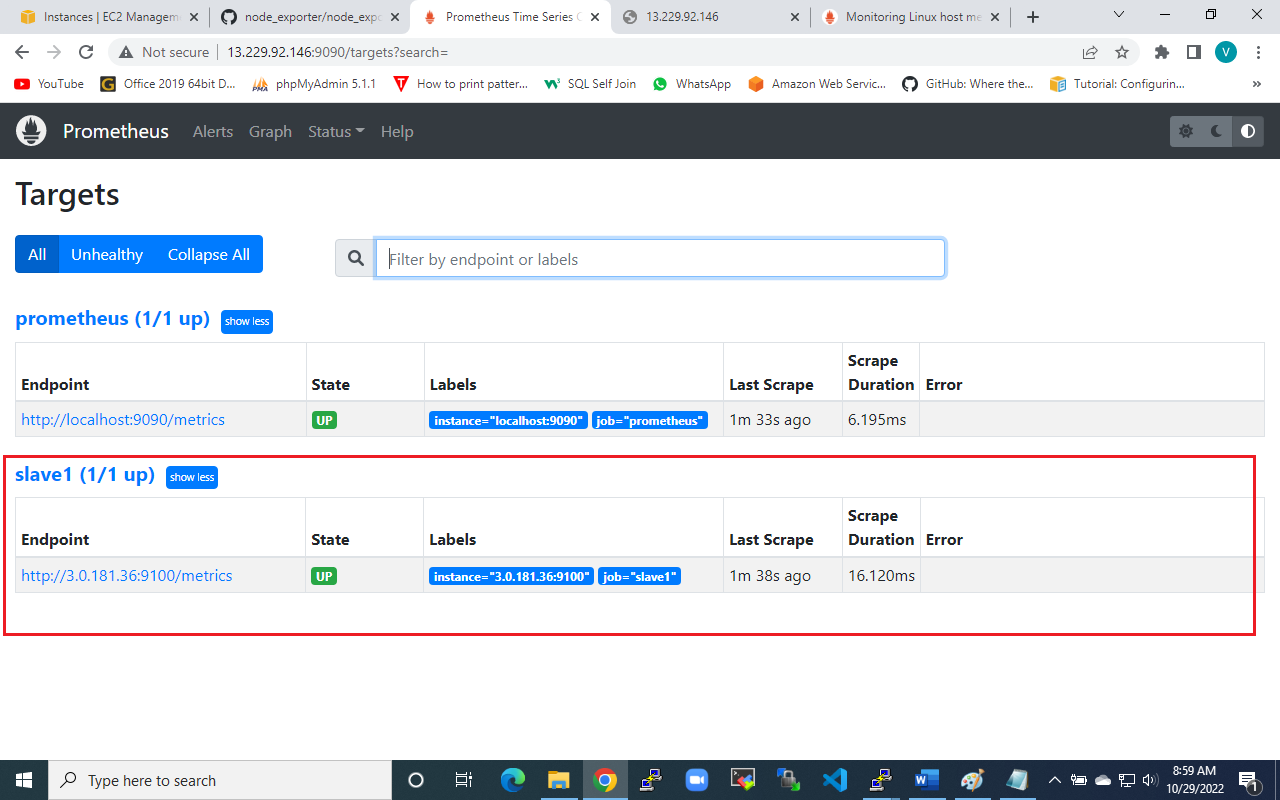 Instances | EC2 Managem
node_exporter/node_expo
Prometheus Time Series C
13.229.92.146
Monitoring Linux host me
Not secure
13.229.92.146:9090/targets?search=
V
YouTube
Office 2019 64bit D...
phpMyAdmin 5.1.1
How to print patter...
SQL Self Join
WhatsApp
Amazon Web Servic...
GitHub: Where the...
Tutorial: Configurin...
»
Prometheus
Alerts
Graph
Status
Help
Targets
All
Unhealthy
Collapse All
Filter by endpoint or labels
prometheus (1/1 up)
show less
Endpoint
State
Labels
Last Scrape
Scrape
Duration
Error
http://localhost:9090/metrics
UP
instance="localhost:9090"
job="prometheus"
1m 33s ago
6.195ms
slave1 (1/1 up)
show less
Endpoint
State
Labels
Last Scrape
Scrape
Duration
Error
http://3.0.181.36:9100/metrics
UP
instance="3.0.181.36:9100"
job="slave1"
1m 38s ago
16.120ms
Type here to search
8:59 AM
10/29/2022
1